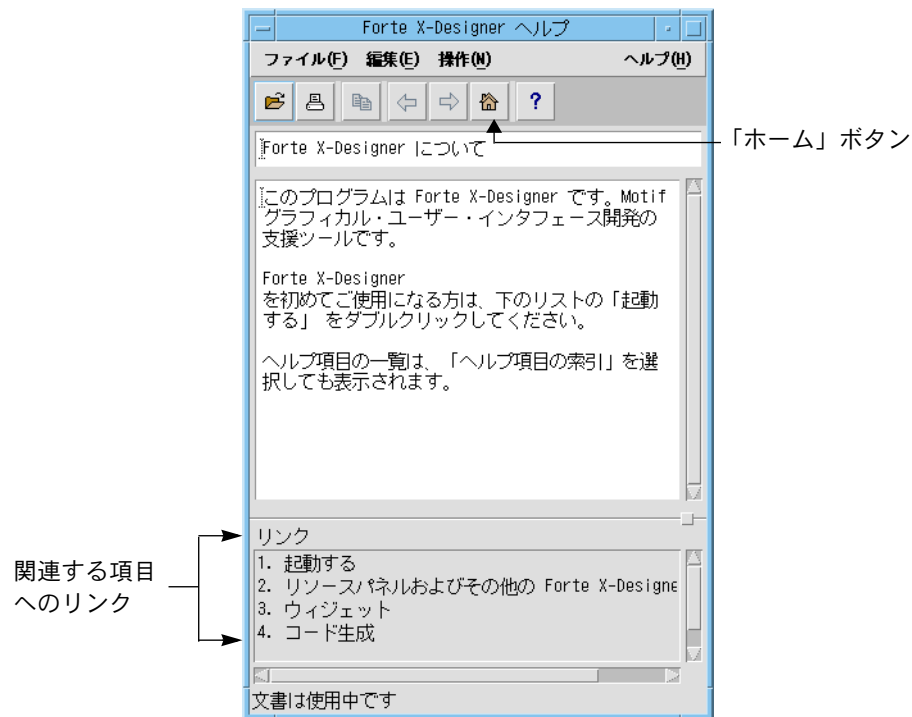 Forte X-Designer ヘルプ
ファイル(F) 編集(E) 操作(N) ヘルプ(H)
?
「ホーム」ボタン
Forte X-Designer について
このプログラムは Forte X-Designer です。Motif
グラフィカル・ユーザー・インタフェース開発の
支援ツールです。
Forte X-Designer
を初めてご使用になる方は、下のリストの「起動
する」 をダブルクリックしてください。
ヘルプ項目の一覧は、「ヘルプ項目の索引」を選
択しても表示されます。
関連する項目
へのリンク
リンク
1. 起動する
2. リソースパネルおよびその他の Forte X-Designe
3. ウィジェット
4. コード生成
文書は使用中です